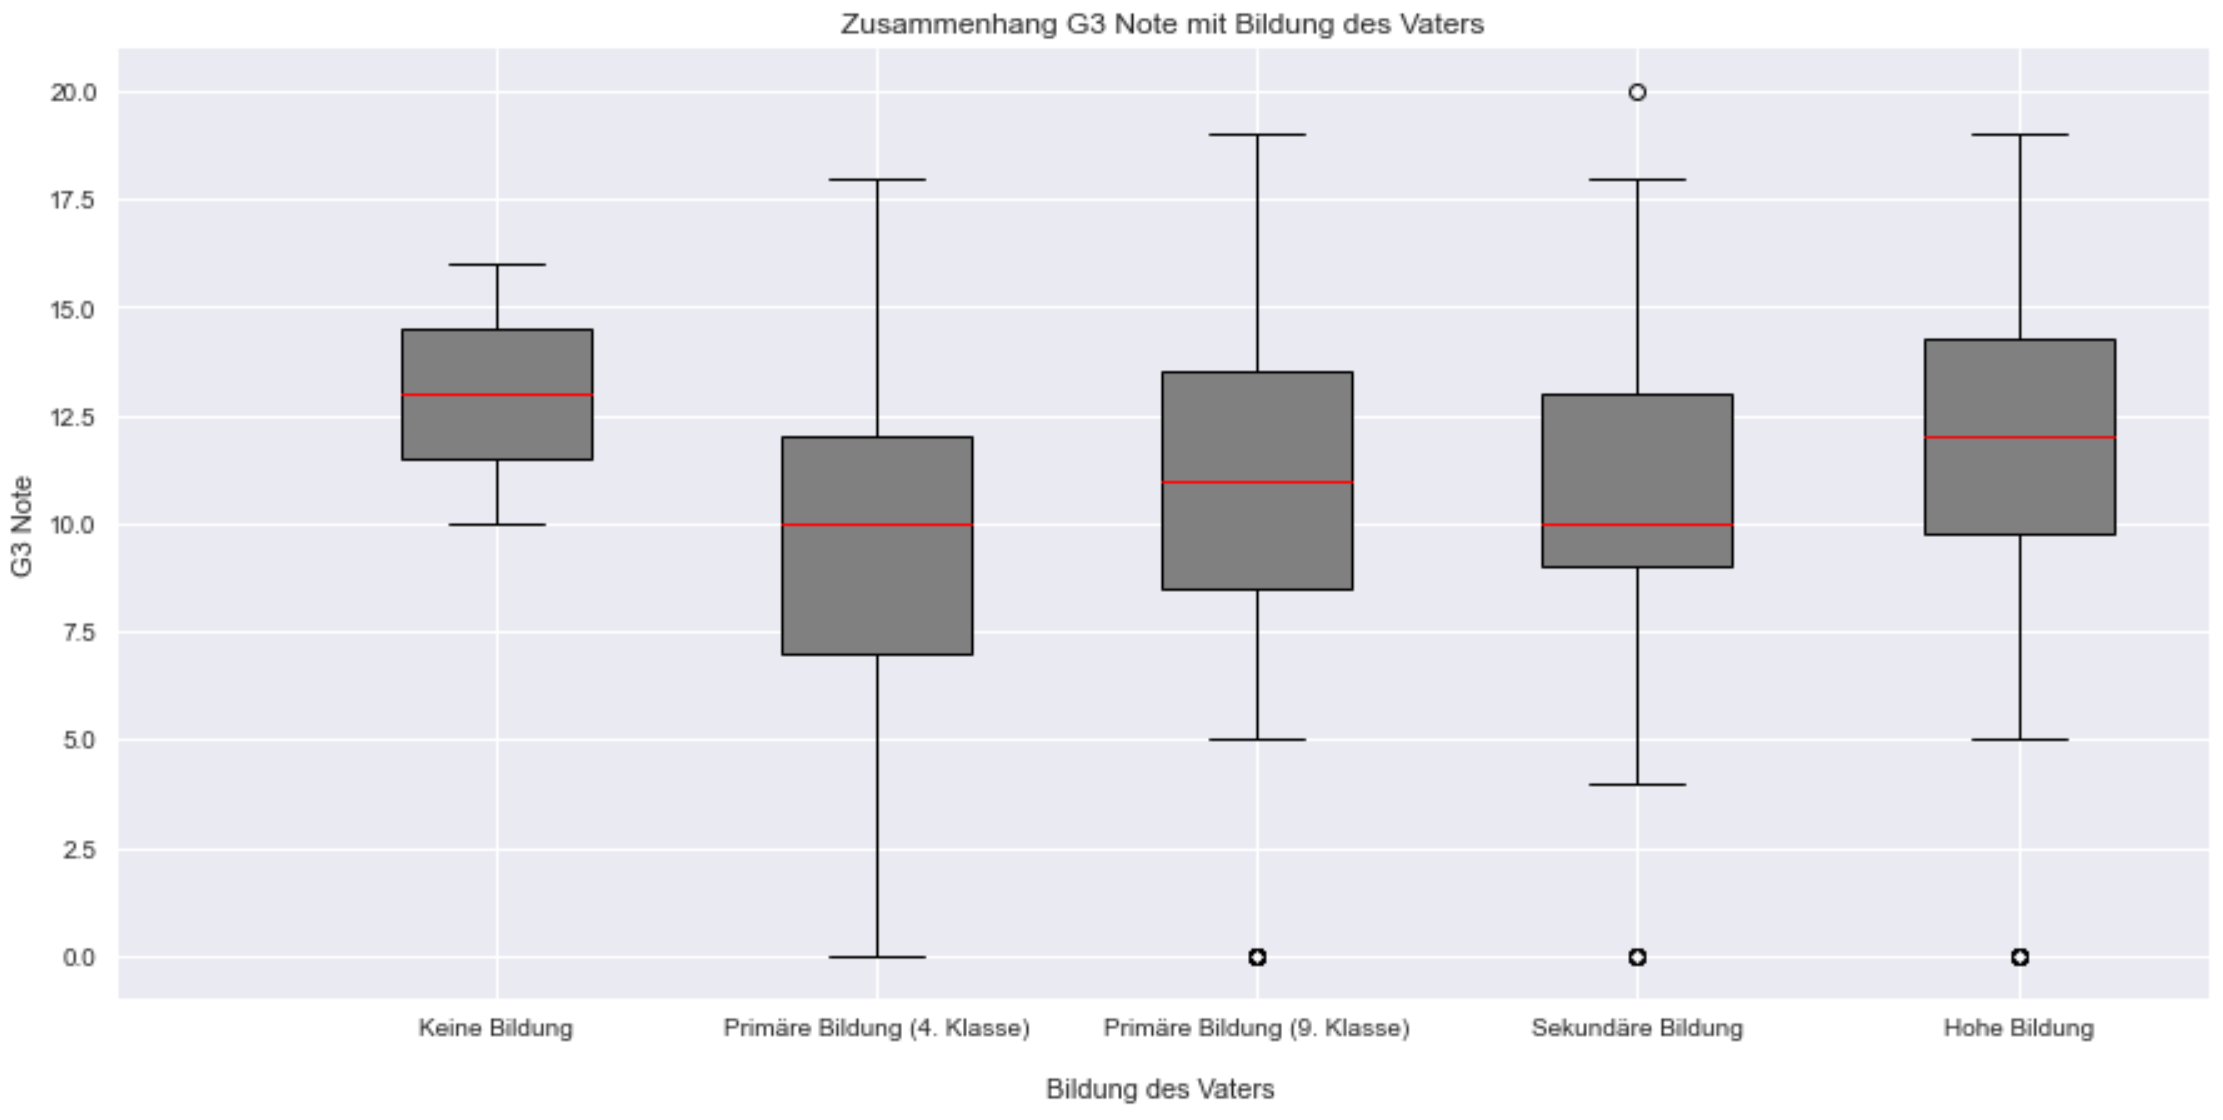 Zusammenhang G3 Note mit Bildung des Vaters
20.0
17.5
15.0
12.5
10.0
7.5
5.0
2.5
0.0
G3 Note
Keine Bildung
Primäre Bildung (4. Klasse)
Primäre Bildung (9. Klasse)
Sekundäre Bildung
Hohe Bildung
Bildung des Vaters